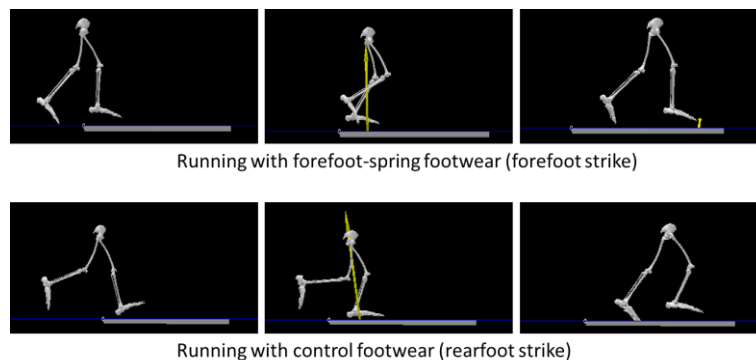 Running with forefoot-spring footwear (forefoot strike)
Running with control footwear (rearfoot strike)